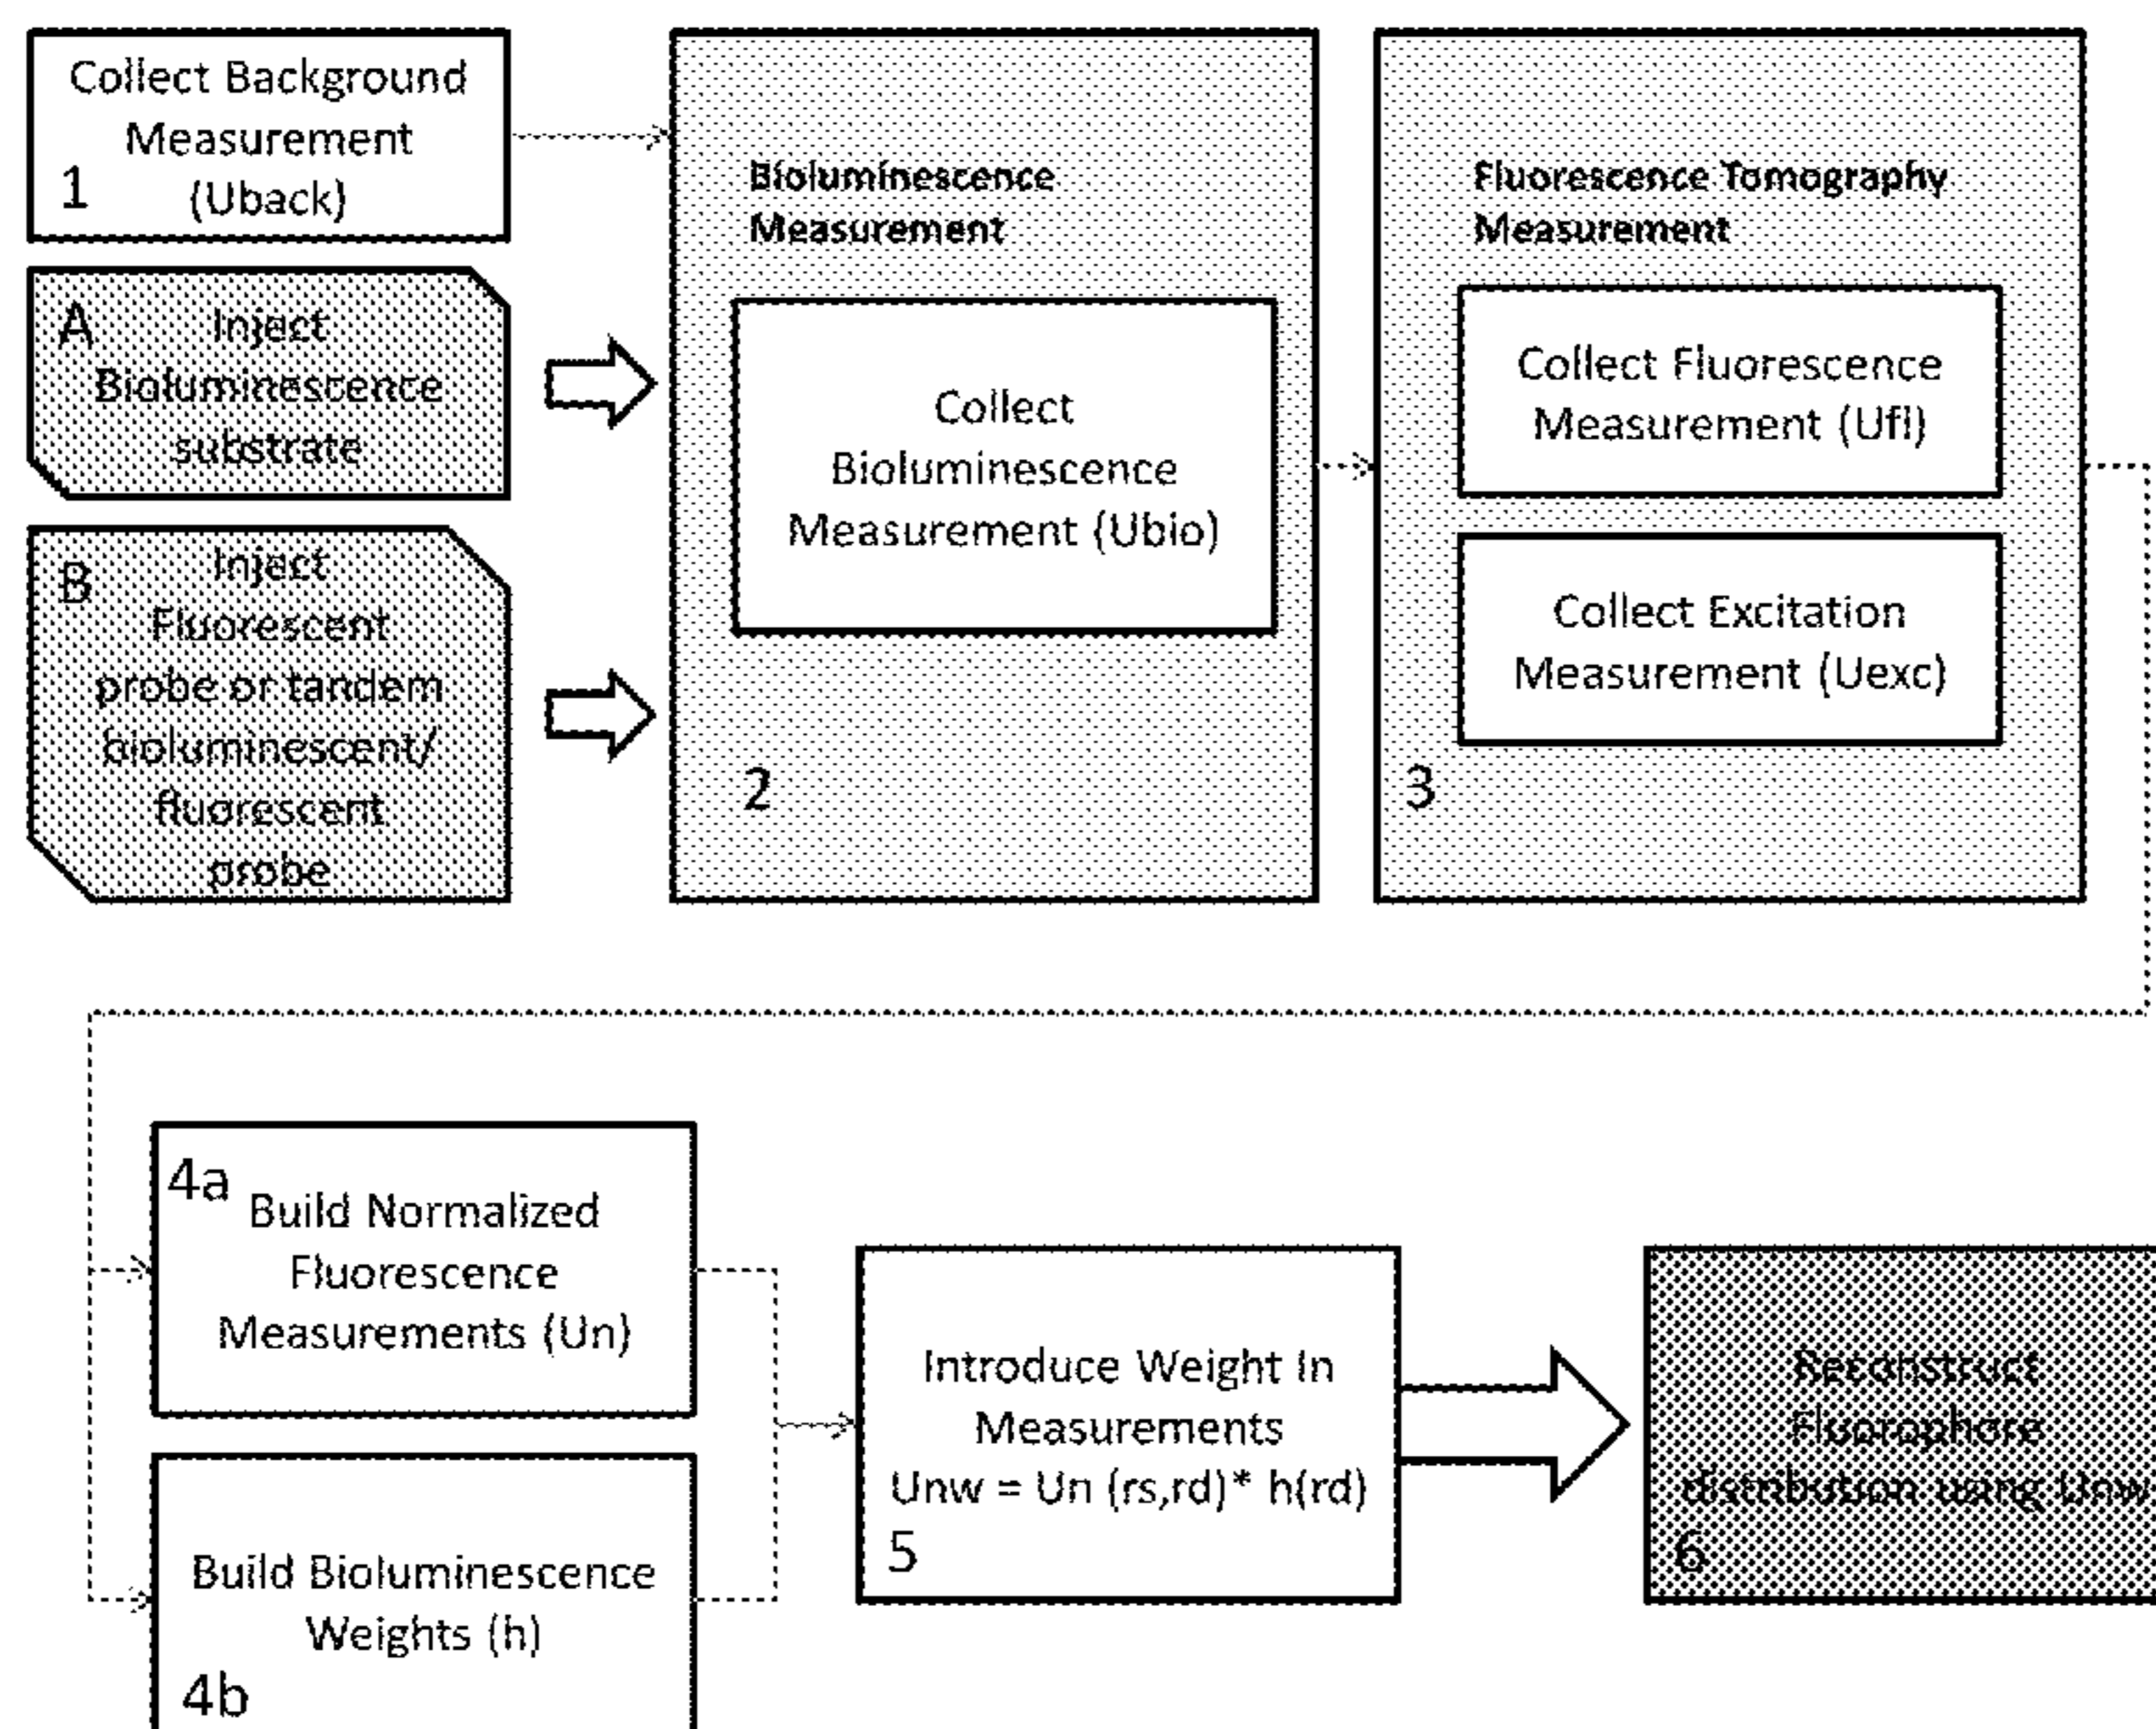 Collect Background
Measurement
(Uback)
1
A
Inject
Bioluminescence
substrate
B
Inject
Fluorescent
probe or tandem
bioluminescent/
fluorescent
probe
Bioluminescence
Measurement
Collect
Bioluminescence
Measurement (Ubio)
2
Fluorescence Tomography
Measurement
Collect Fluorescence
Measurement (Ufl)
Collect Excitation
Measurement (Uexc)
3
4a
Build Normalized
Fluorescence
Measurements (Un)
Build Bioluminescence
Weights (h)
4b
Introduce Weight In
Measurements
Unw = Un (rs,rd)* h(rd)
5
Reconstruct
Fluorophore
distribution using Unw
6